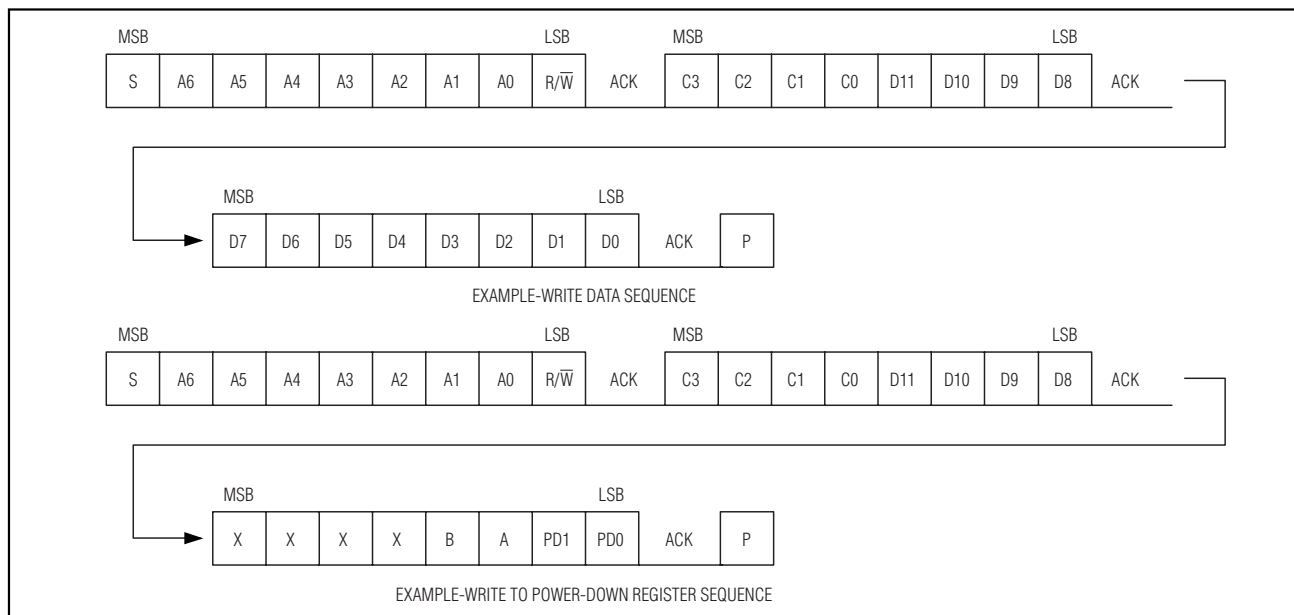 MSB LSB MSB LSB
S A6 A5 A4 A3 A2 A1 A0 R/W̅ ACK C3 C2 C1 C0 D11 D10 D9 D8 ACK
MSB LSB
D7 D6 D5 D4 D3 D2 D1 D0 ACK P
EXAMPLE-WRITE DATA SEQUENCE
MSB LSB MSB LSB
S A6 A5 A4 A3 A2 A1 A0 R/W̅ ACK C3 C2 C1 C0 D11 D10 D9 D8 ACK
MSB LSB
X X X X B A PD1 PD0 ACK P
EXAMPLE-WRITE TO POWER-DOWN REGISTER SEQUENCE